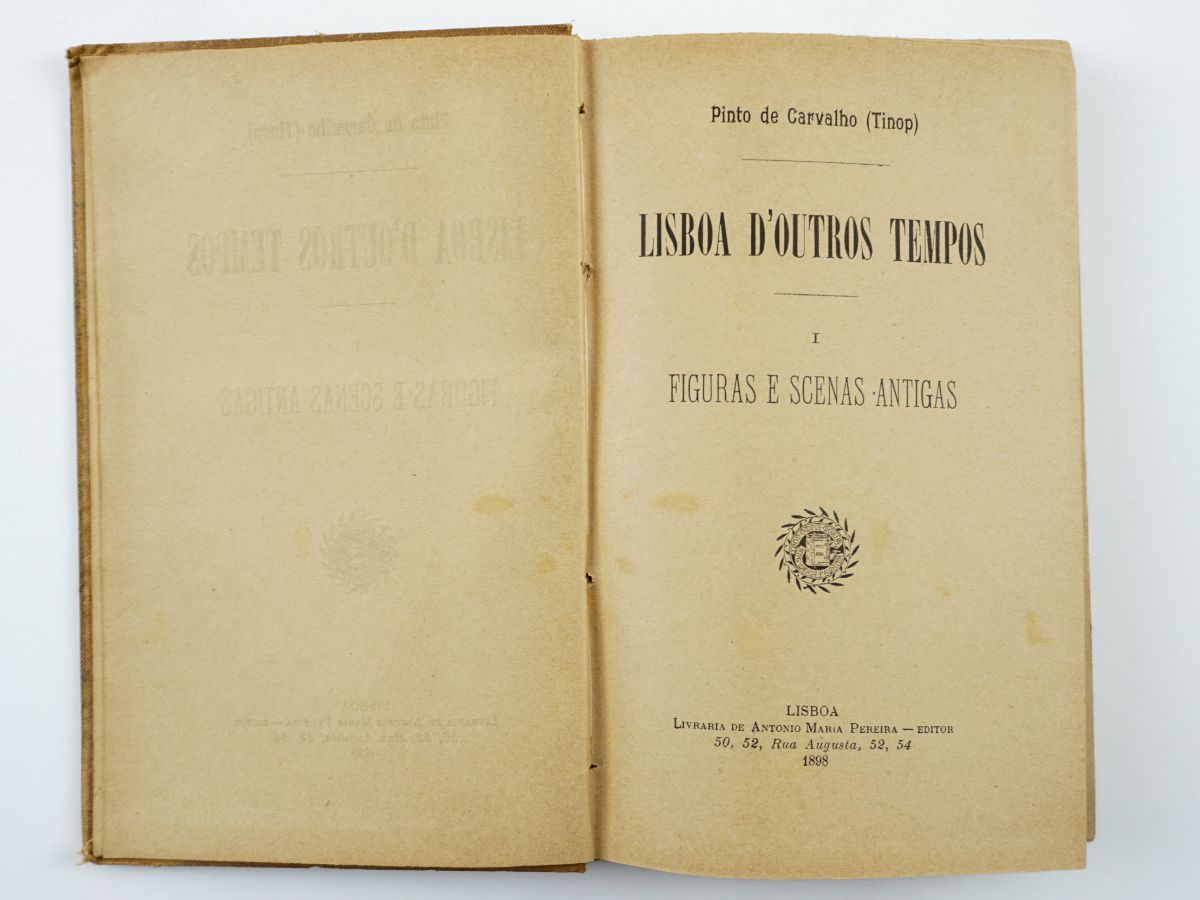 Pinto de Carvalho (Tinop)
LISBOA D'OUTROS TEMPOS
I
FIGURAS E SCENAS ANTIGAS
LISBOA
LIVRARIA DE ANTONIO MARIA PEREIRA — EDITOR
50, 52, Rua Augusta, 52, 54
1898